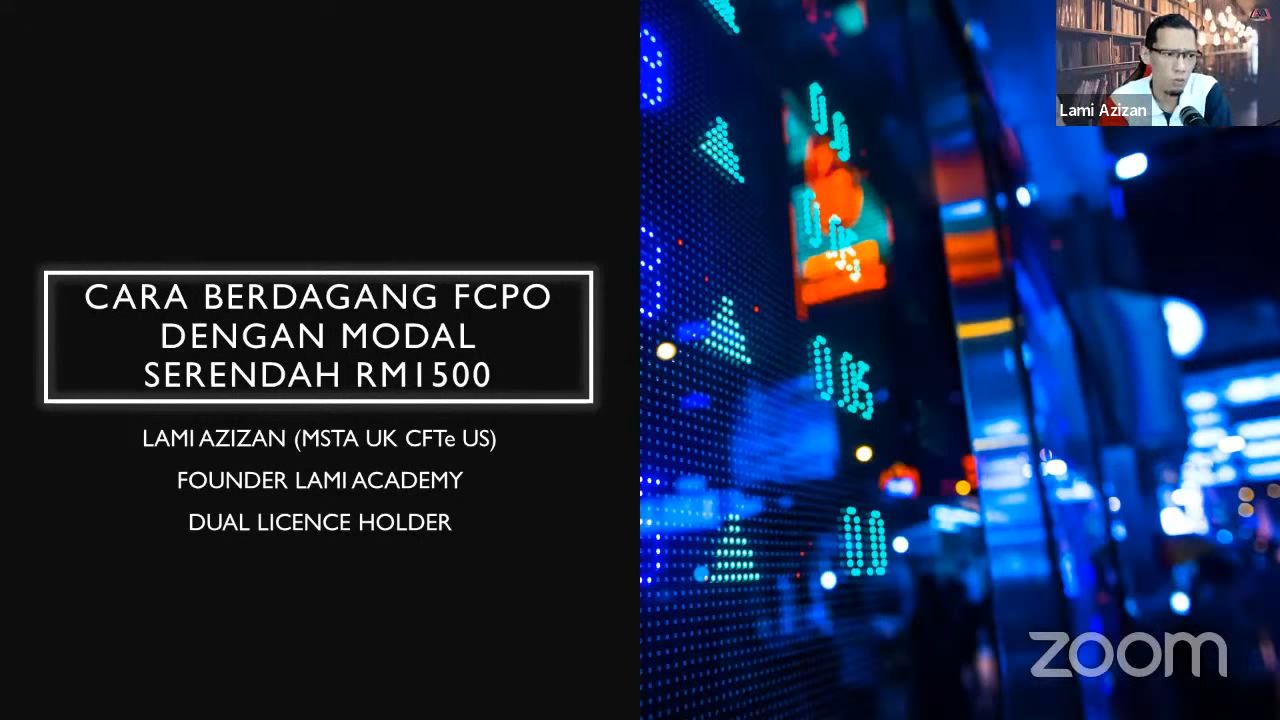 Lami Azizan
CARA BERDAGANG FCPO
DENGAN MODAL
SERENDAH RM1500
LAMI AZIZAN (MSTA UK CFTe US)
FOUNDER LAMI ACADEMY
DUAL LICENCE HOLDER
zoom